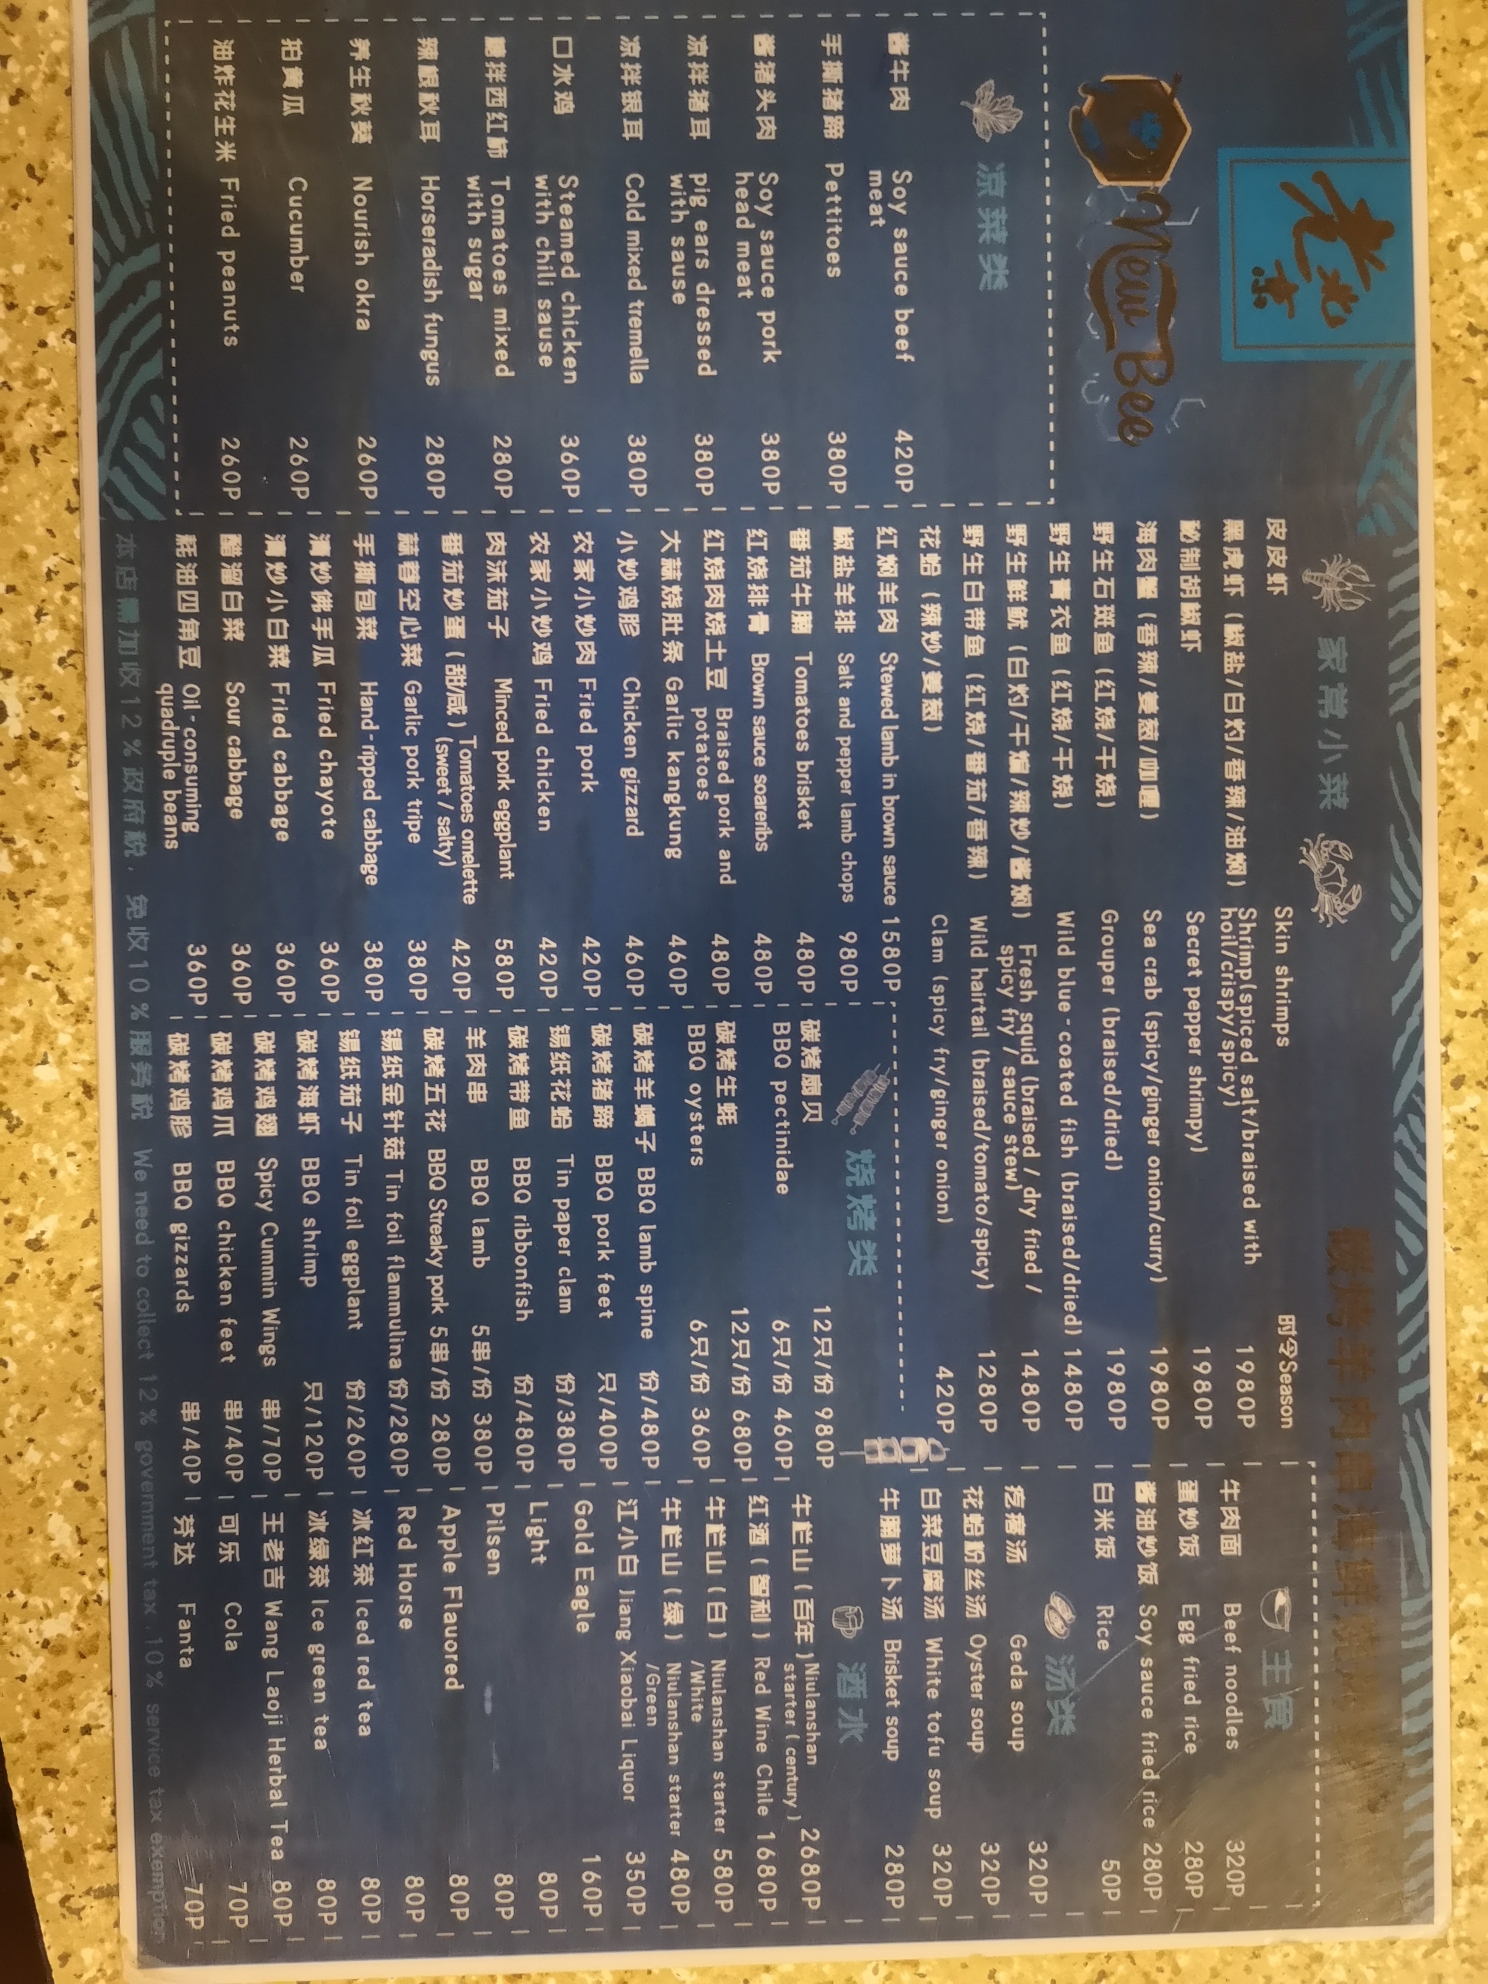 老北京
New Bee
凉菜类
酱牛肉 Soy sauce beef meat 420P
手撕猪蹄 Pettitoes 380P
酱猪头肉 Soy sauce pork head meat 380P
凉拌猪耳 pig ears dressed with sause 380P
凉拌银耳 Cold mixed tremella 380P
口水鸡 Steamed chicken with chili sause 360P
糖拌西红柿 Tomatoes mixed with sugar 280P
辣根秋耳 Horseradish fungus 280P
养生秋葵 Nourish okra 260P
拍黄瓜 Cucumber 260P
油炸花生米 Fried peanuts 260P
家常小菜
皮皮虾 Skin shrimps 时令Season
黑虎虾（椒盐/白灼/香辣/油焖） Shrimp(spiced salt/braised with hoil/crispy/spicy) 1980P
秘制胡椒虾 Secret pepper shrimpy) 1980P
海肉蟹（香辣/姜葱/咖喱） Sea crab (spicy/ginger onion/curry) 1980P
野生石斑鱼（红烧/干烧） Grouper (braised/dried) 1980P
野生青衣鱼（红烧/干烧） Wild blue-coated fish (braised/dried) 1480P
野生鲜鱿（白灼/干煸/辣炒/酱焖） Fresh squid (braised / dry fried / spicy fry / sauce stew) 1480P
野生白带鱼（红烧/番茄/香辣） Wild hairtail (braised/tomato/spicy) 1280P
花蛤（辣炒/姜葱） Clam (spicy fry/ginger onion) 420P
红焖羊肉 Stewed lamb in brown sauce 1580P
椒盐羊排 Salt and pepper lamb chops 980P
番茄牛腩 Tomatoes brisket 480P
红烧排骨 Brown sauce soareribs 480P
红烧肉烧土豆 Braised pork and potatoes 480P
大蒜烧肚条 Garlic kangkung 460P
小炒鸡胗 Chicken gizzard 460P
农家小炒肉 Fried pork 420P
农家小炒鸡 Fried chicken 420P
肉沫茄子 Minced pork eggplant 580P
番茄炒蛋（甜/咸） Tomatoes omelette (sweet / salty) 420P
蒜蓉空心菜 Garlic pork tripe 380P
手撕包菜 Hand-ripped cabbage 380P
清炒佛手瓜 Fried chayote 360P
清炒小白菜 Fried cabbage 360P
醋溜白菜 Sour cabbage 360P
耗油四角豆 Oil-consuming quadruple beans 360P
烧烤类
碳烤扇贝 12只/份 980P
BBQ pectinidae 6只/份 460P
碳烤生蚝 12只/份 680P
BBQ oysters 6只/份 360P
碳烤羊蝎子 BBQ lamb spine 份/480P
碳烤猪蹄 BBQ pork feet 只/400P
锡纸花蛤 Tin paper clam 份/380P
碳烤带鱼 BBQ ribbonfish 份/480P
羊肉串 BBQ lamb 5串/份 380P
碳烤五花 BBQ Streaky pork 5串/份 280P
锡纸金针菇 Tin foil flammulina 份/280P
锡纸茄子 Tin foil eggplant 份/260P
碳烤海虾 BBQ shrimp 只/120P
碳烤鸡翅 Spicy Cummin Wings 串/70P
碳烤鸡爪 BBQ chicken feet 串/40P
碳烤鸡胗 BBQ gizzards 串/40P
主食
牛肉面 Beef noodles 320P
蛋炒饭 Egg fried rice 280P
酱油炒饭 Soy sauce fried rice 280P
白米饭 Rice 50P
汤类
疙瘩汤 Geda soup 320P
花蛤粉丝汤 Oyster soup 320P
白菜豆腐汤 White tofu soup 320P
牛腩萝卜汤 Brisket soup 280P
酒水
牛栏山（百年） Niulanshan starter (century) 2680P
红酒（智利） Red Wine Chile 1680P
牛栏山（白） Niulanshan starter /White 580P
牛栏山（绿） Niulanshan starter /Green 480P
江小白 Jiang Xiaobai Liquor 350P
Gold Eagle 160P
Light 80P
Pilsen 80P
Apple Flauored 80P
Red Horse 80P
冰红茶 Iced red tea 80P
冰绿茶 Ice green tea 80P
王老吉 Wang Laoji Herbal Tea 80P
可乐 Cola 70P
芬达 Fanta 70P
本店需加收12%政府税，免收10%服务税 We need to collect 12% government tax .10% service tax exemption